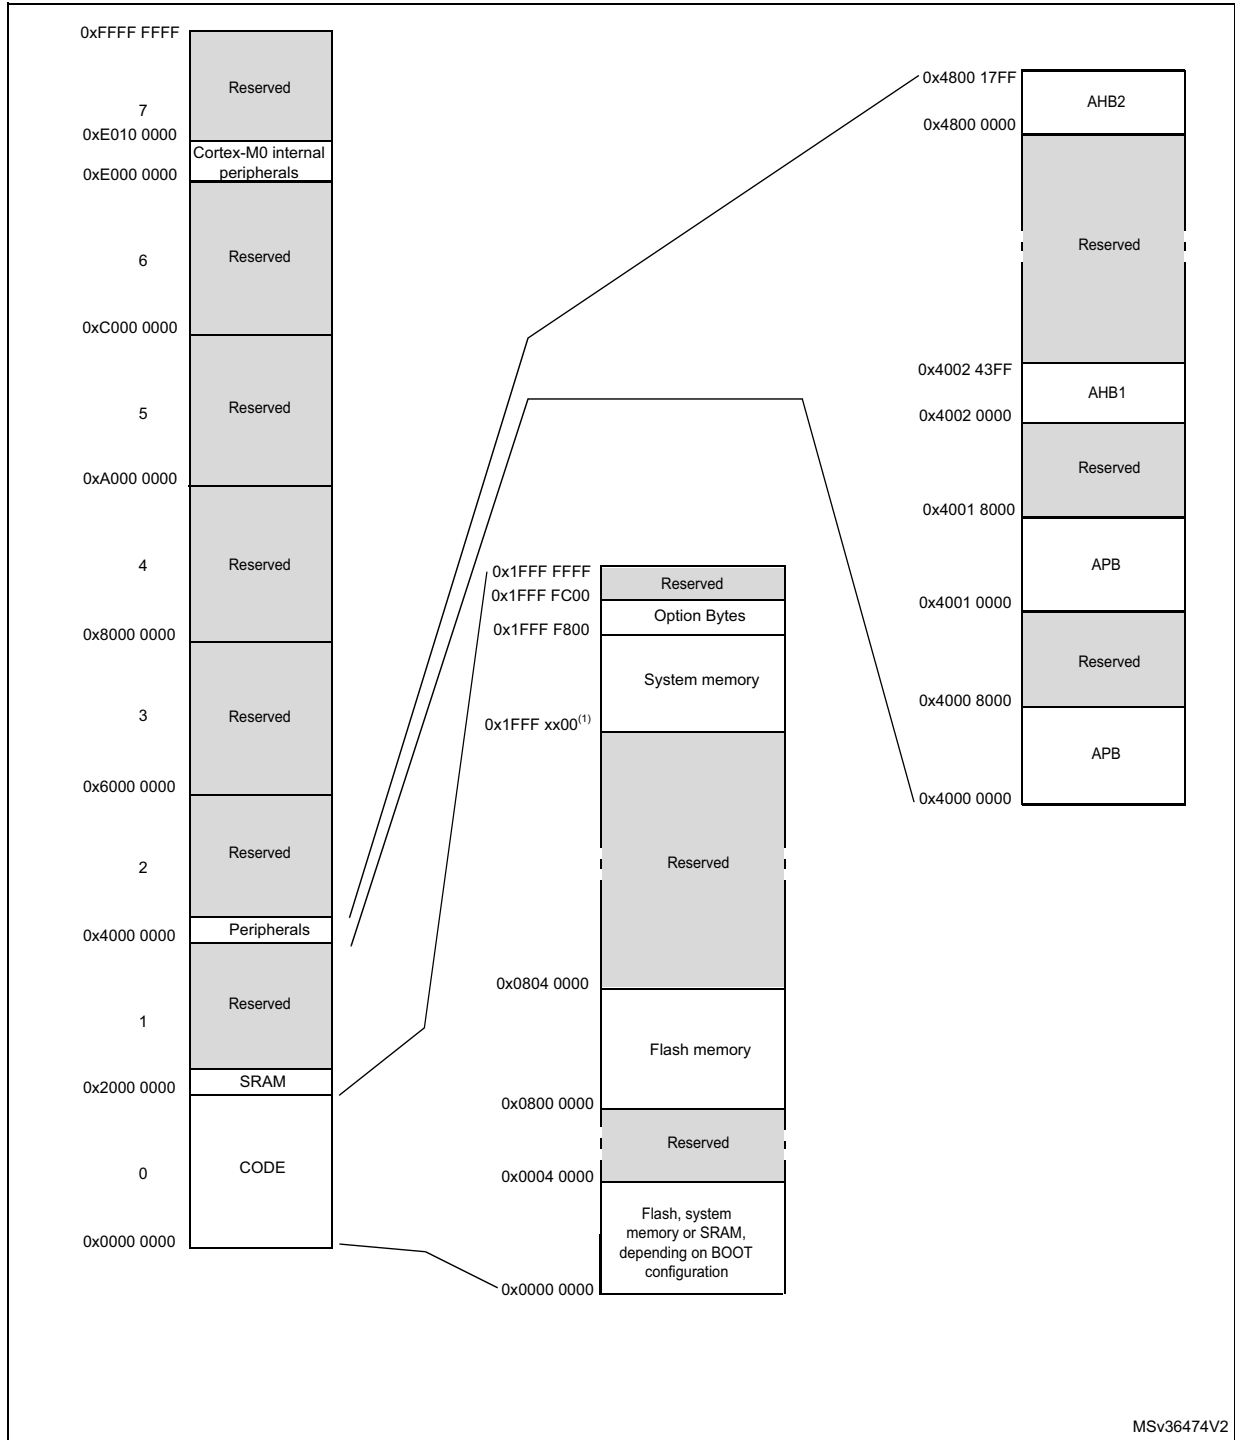 0xFFFF FFFF
Reserved
7
0xE010 0000
Cortex-M0 internal
peripherals
0xE000 0000
Reserved
6
0xC000 0000
Reserved
5
0xA000 0000
Reserved
4
0x8000 0000
Reserved
3
0x6000 0000
Reserved
2
Peripherals
0x4000 0000
Reserved
1
SRAM
0x2000 0000
CODE
0
0x0000 0000
0x1FFF FFFF
Reserved
0x1FFF FC00
Option Bytes
0x1FFF F800
System memory
0x1FFF xx00(1)
Reserved
0x0804 0000
Flash memory
0x0800 0000
Reserved
0x0004 0000
Flash, system
memory or SRAM,
depending on BOOT
configuration
0x0000 0000
0x4800 17FF
AHB2
0x4800 0000
Reserved
0x4002 43FF
AHB1
0x4002 0000
Reserved
0x4001 8000
APB
0x4001 0000
Reserved
0x4000 8000
APB
0x4000 0000
MSv36474V2